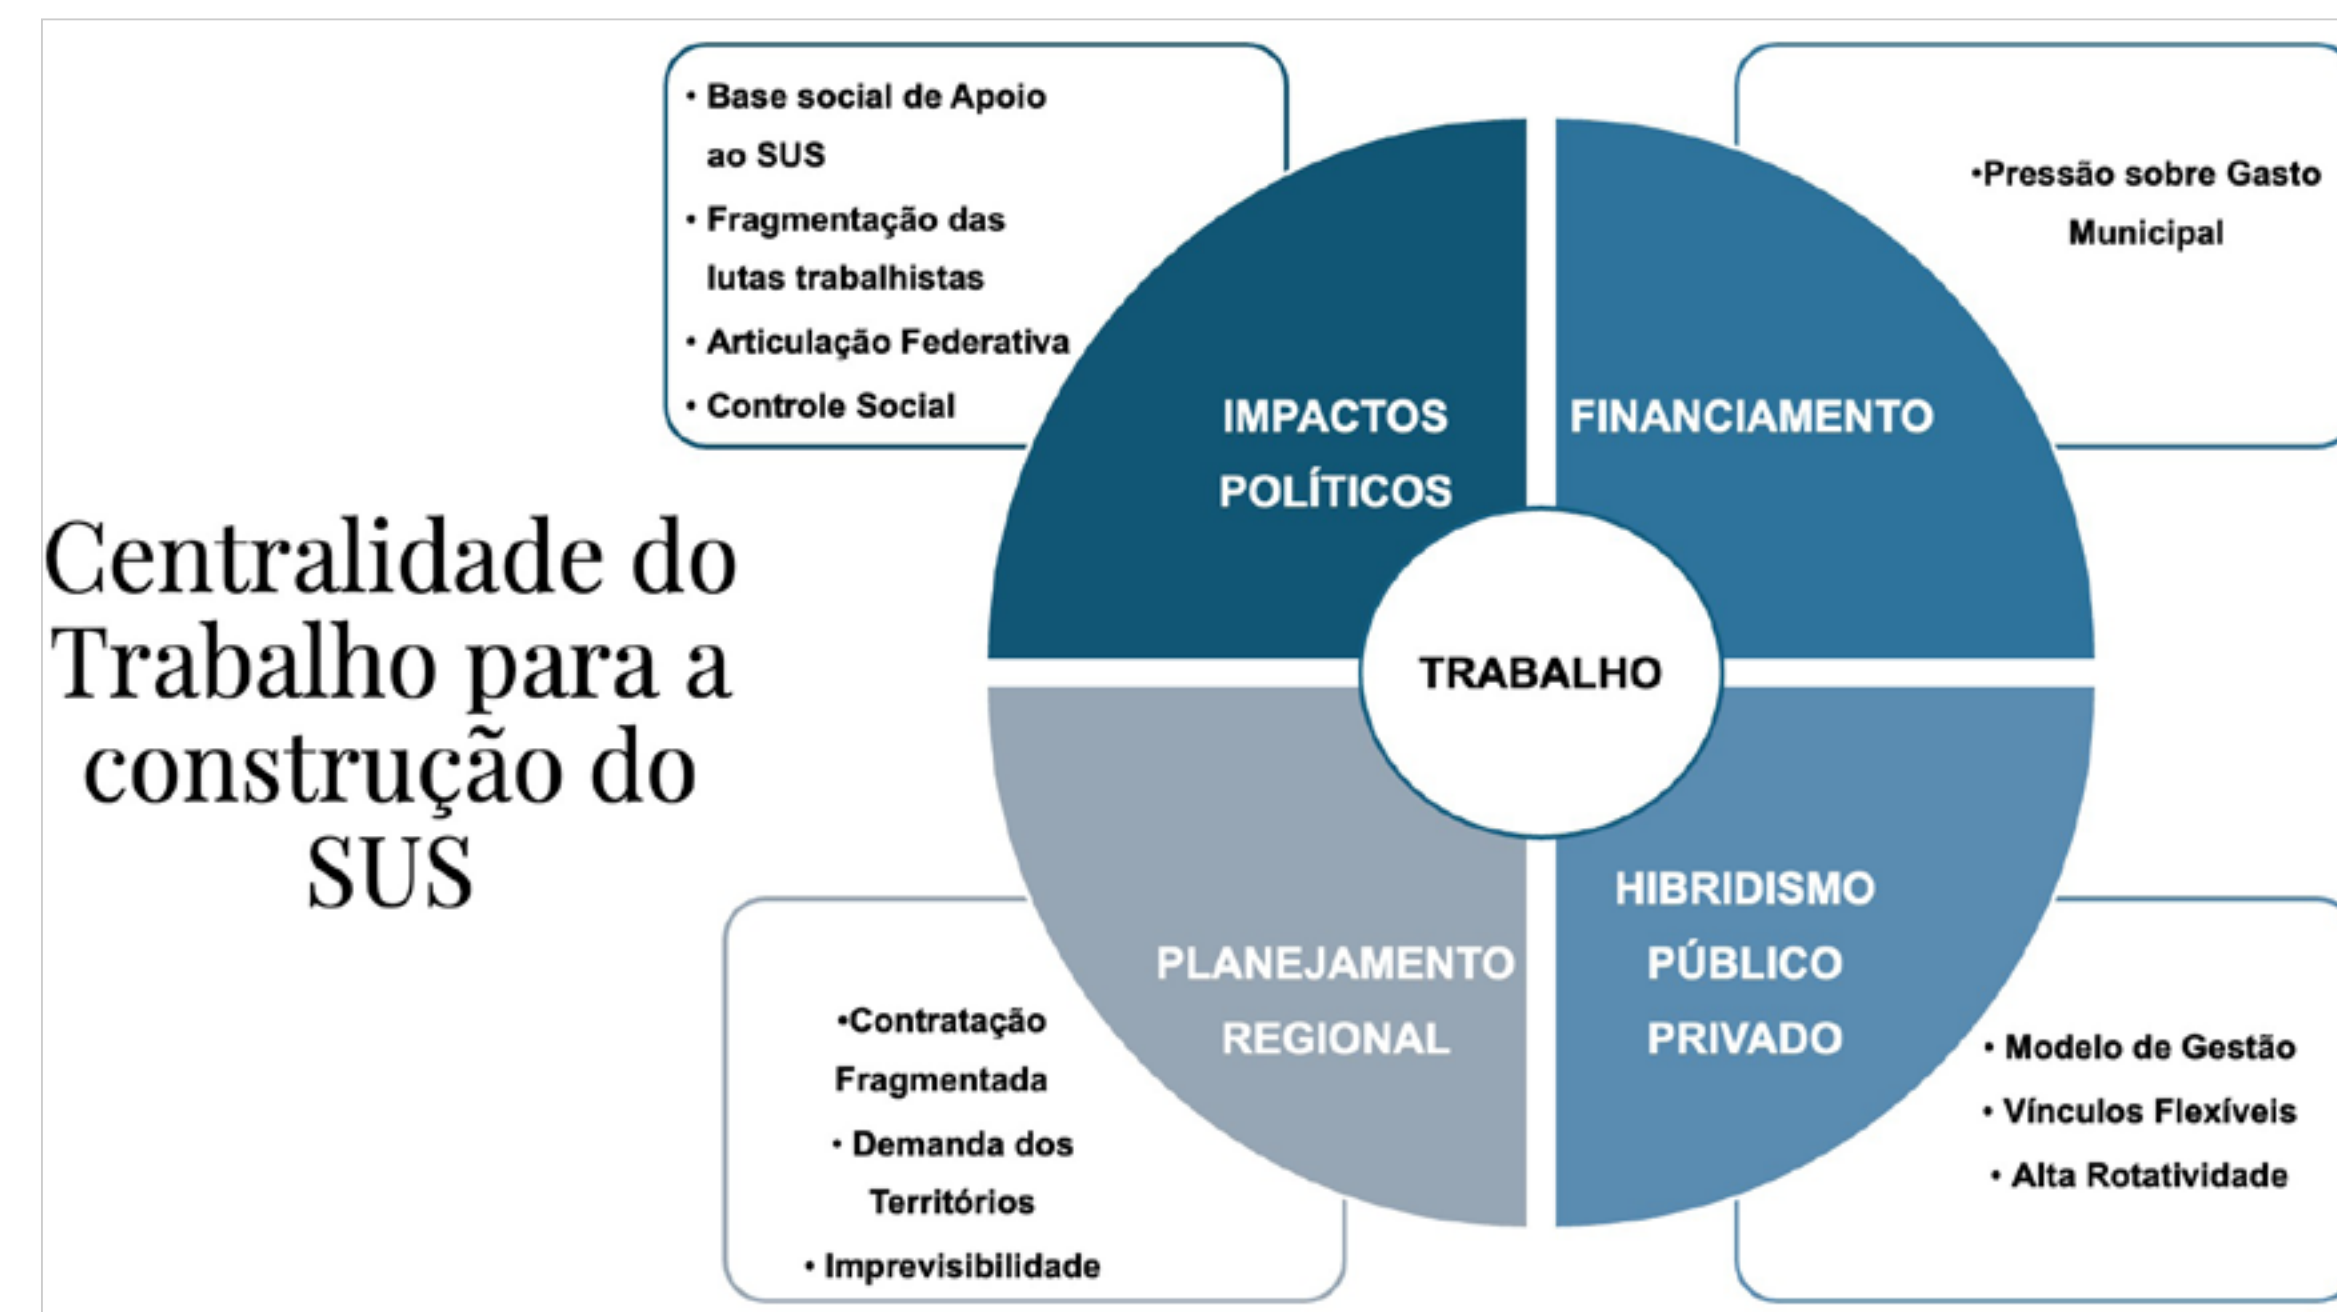 Centralidade do
Trabalho para a
construção do
SUS
• Base social de Apoio
ao SUS
• Fragmentação das
lutas trabalhistas
• Articulação Federativa
• Controle Social
IMPACTOS
POLÍTICOS
FINANCIAMENTO
•Pressão sobre Gasto
Municipal
TRABALHO
PLANEJAMENTO
REGIONAL
•Contratação
Fragmentada
• Demanda dos
Territórios
• Imprevisibilidade
HIBRIDISMO
PÚBLICO
PRIVADO
• Modelo de Gestão
• Vínculos Flexíveis
• Alta Rotatividade